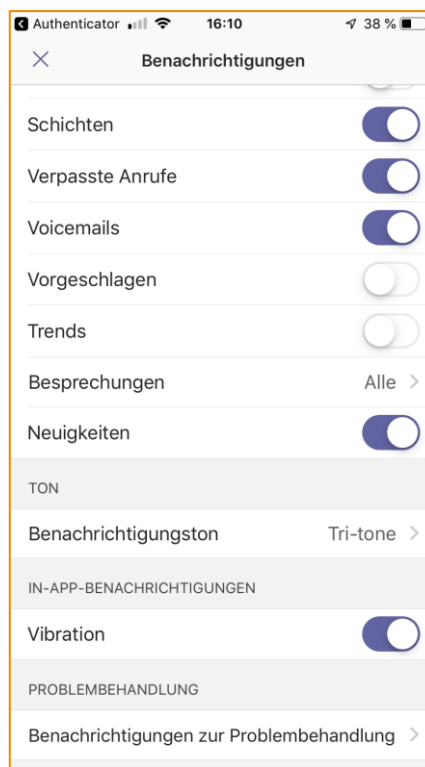 Authenticator 16:10 38 %
Benachrichtigungen
Schichten
Verpasste Anrufe
Voicemails
Vorgeschlagen
Trends
Besprechungen Alle
Neuigkeiten
TON
Benachrichtigungston Tri-tone
IN-APP-BENACHRICHTIGUNGEN
Vibration
PROBLEMBEHANDLUNG
Benachrichtigungen zur Problembehandlung